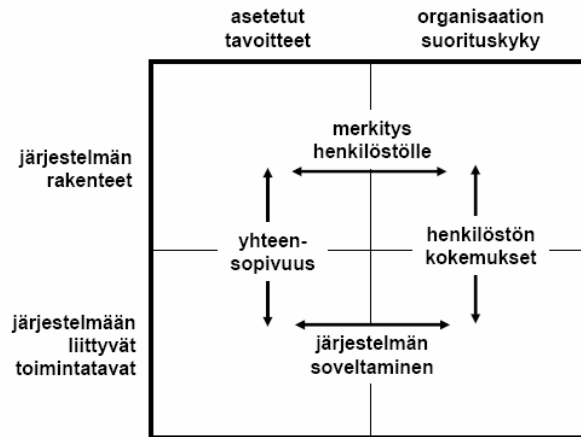 asetetut
tavoitteet
organisaation
suorituskyky
järjestelmän
rakenteet
merkitys
henkilöstölle
yhteen-
sopivuus
henkilöstön
kokemukset
järjestelmään
liittyvät
toimintatavat
järjestelmän
soveltaminen